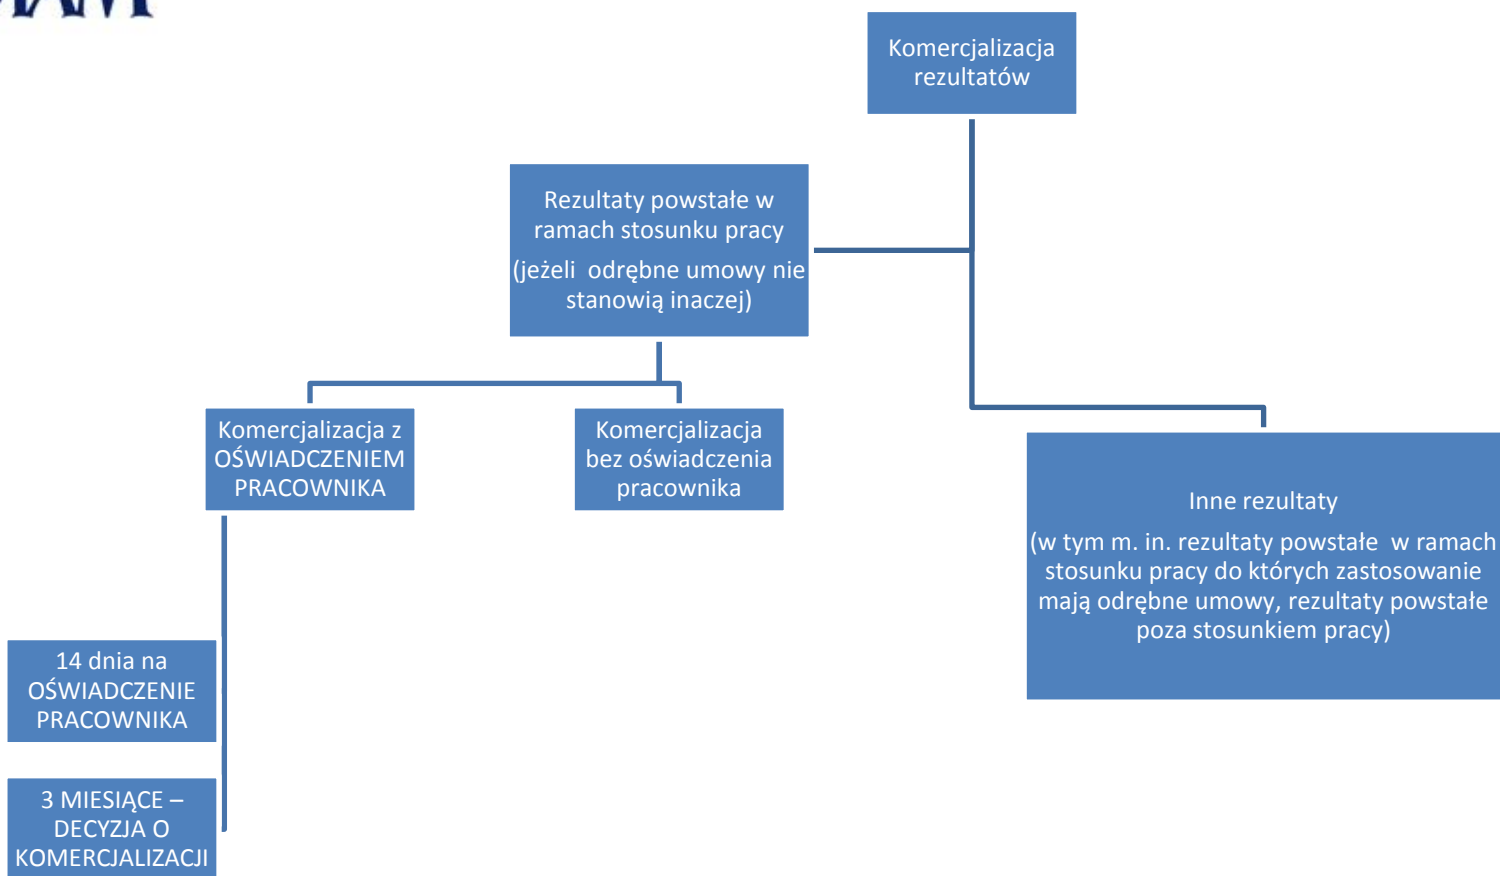 Komercjalizacja
rezultatów
Rezultaty powstałe w
ramach stosunku pracy
(jeżeli odrębne umowy nie
stanowią inaczej)
Komercjalizacja z
OŚWIADCZENIEM
PRACOWNIKA
Komercjalizacja
bez oświadczenia
pracownika
Inne rezultaty
(w tym m. in. rezultaty powstałe w ramach
stosunku pracy do których zastosowanie
mają odrębne umowy, rezultaty powstałe
poza stosunkiem pracy)
14 dnia na
OŚWIADCZENIE
PRACOWNIKA
3 MIESIĄCE –
DECYZJA O
KOMERCJALIZACJI